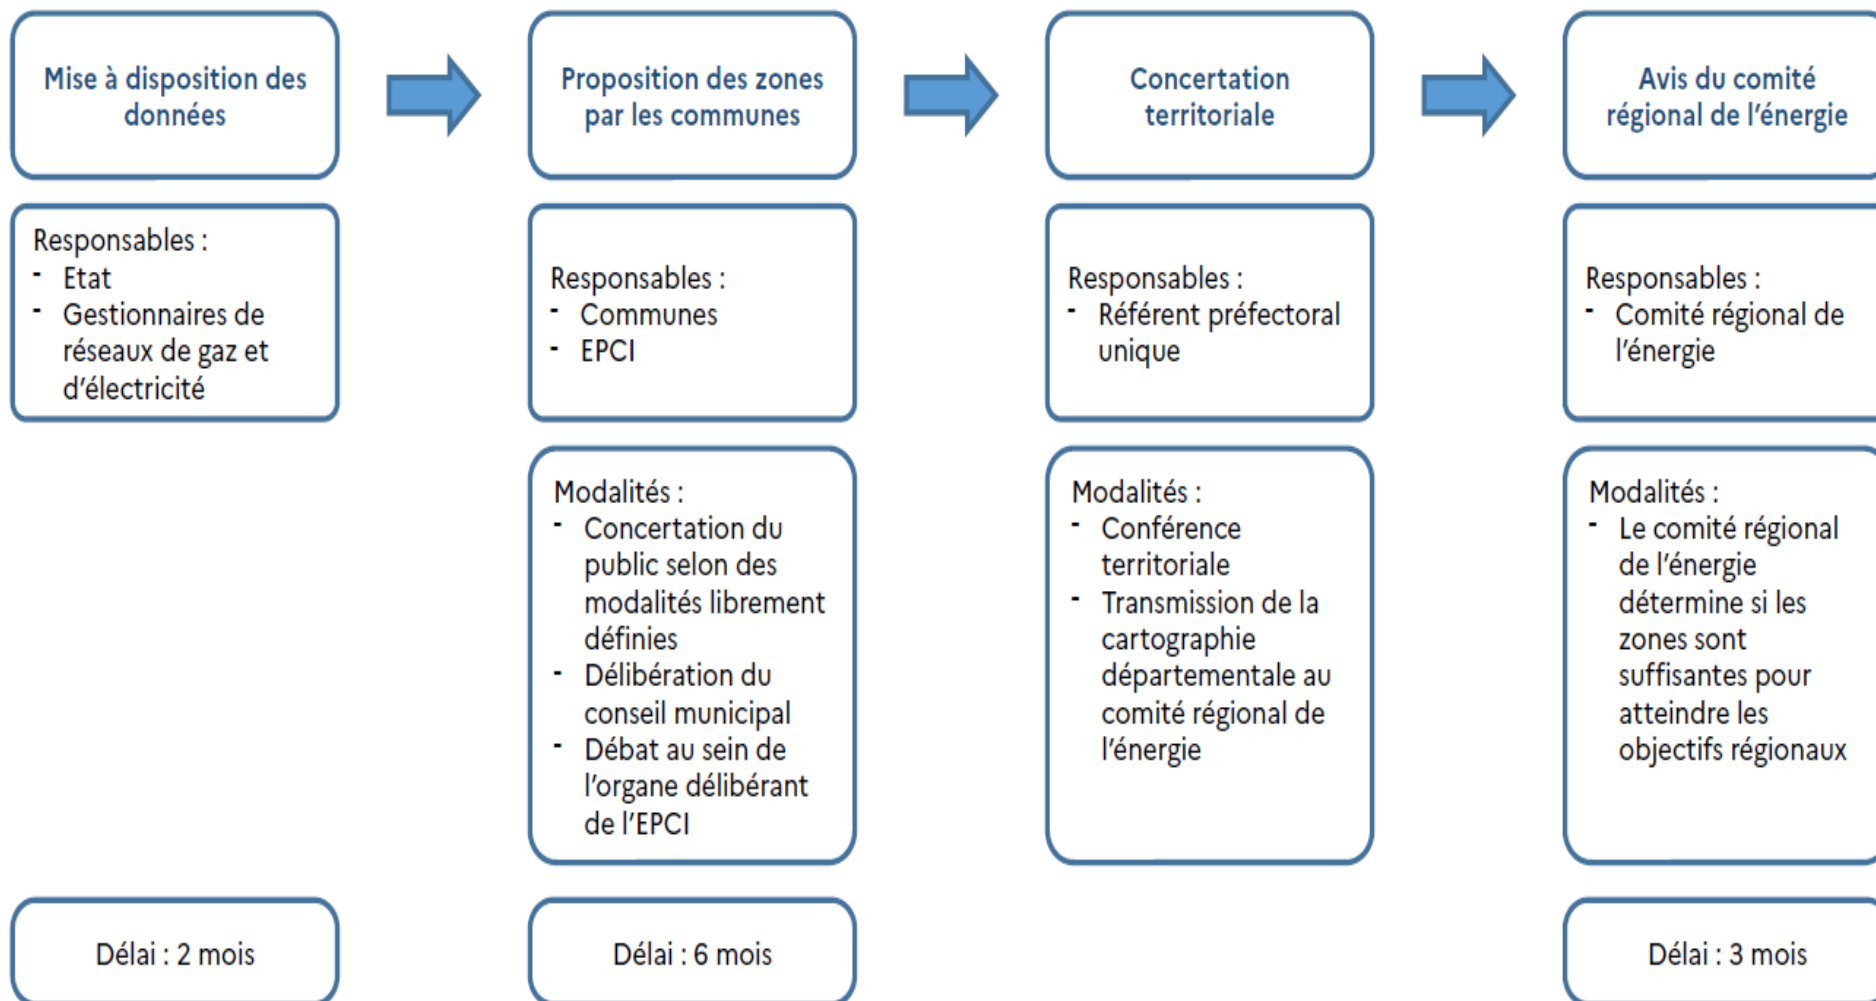 Mise à disposition des
données
Proposition des zones
par les communes
Concertation
territoriale
Avis du comité
régional de l'énergie
Responsables :
- Etat
- Gestionnaires de
réseaux de gaz et
d'électricité
Responsables :
- Communes
- EPCI
Responsables :
- Référent préfectoral
unique
Responsables :
- Comité régional de
l'énergie
Modalités :
- Concertation du
public selon des
modalités librement
définies
- Délibération du
conseil municipal
- Débat au sein de
l'organe délibérant
de l'EPCI
Modalités :
- Conférence
territoriale
- Transmission de la
cartographie
départementale au
comité régional de
l'énergie
Modalités :
- Le comité régional
de l'énergie
détermine si les
zones sont
suffisantes pour
atteindre les
objectifs régionaux
Délai : 2 mois
Délai : 6 mois
Délai : 3 mois